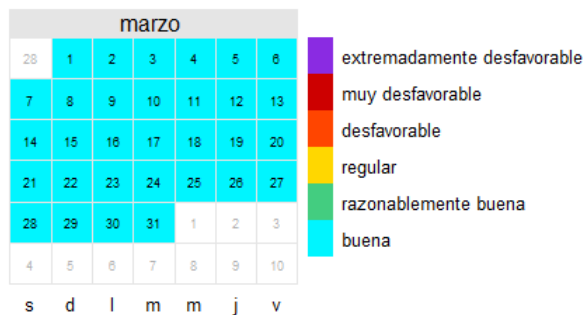 marzo
28 1 2 3 4 5 6
7 8 9 10 11 12 13
14 15 16 17 18 19 20
21 22 23 24 25 26 27
28 29 30 31 1 2 3
4 5 6 7 8 9 10
s d l m m j v
extremadamente desfavorable
muy desfavorable
desfavorable
regular
razonablemente buena
buena